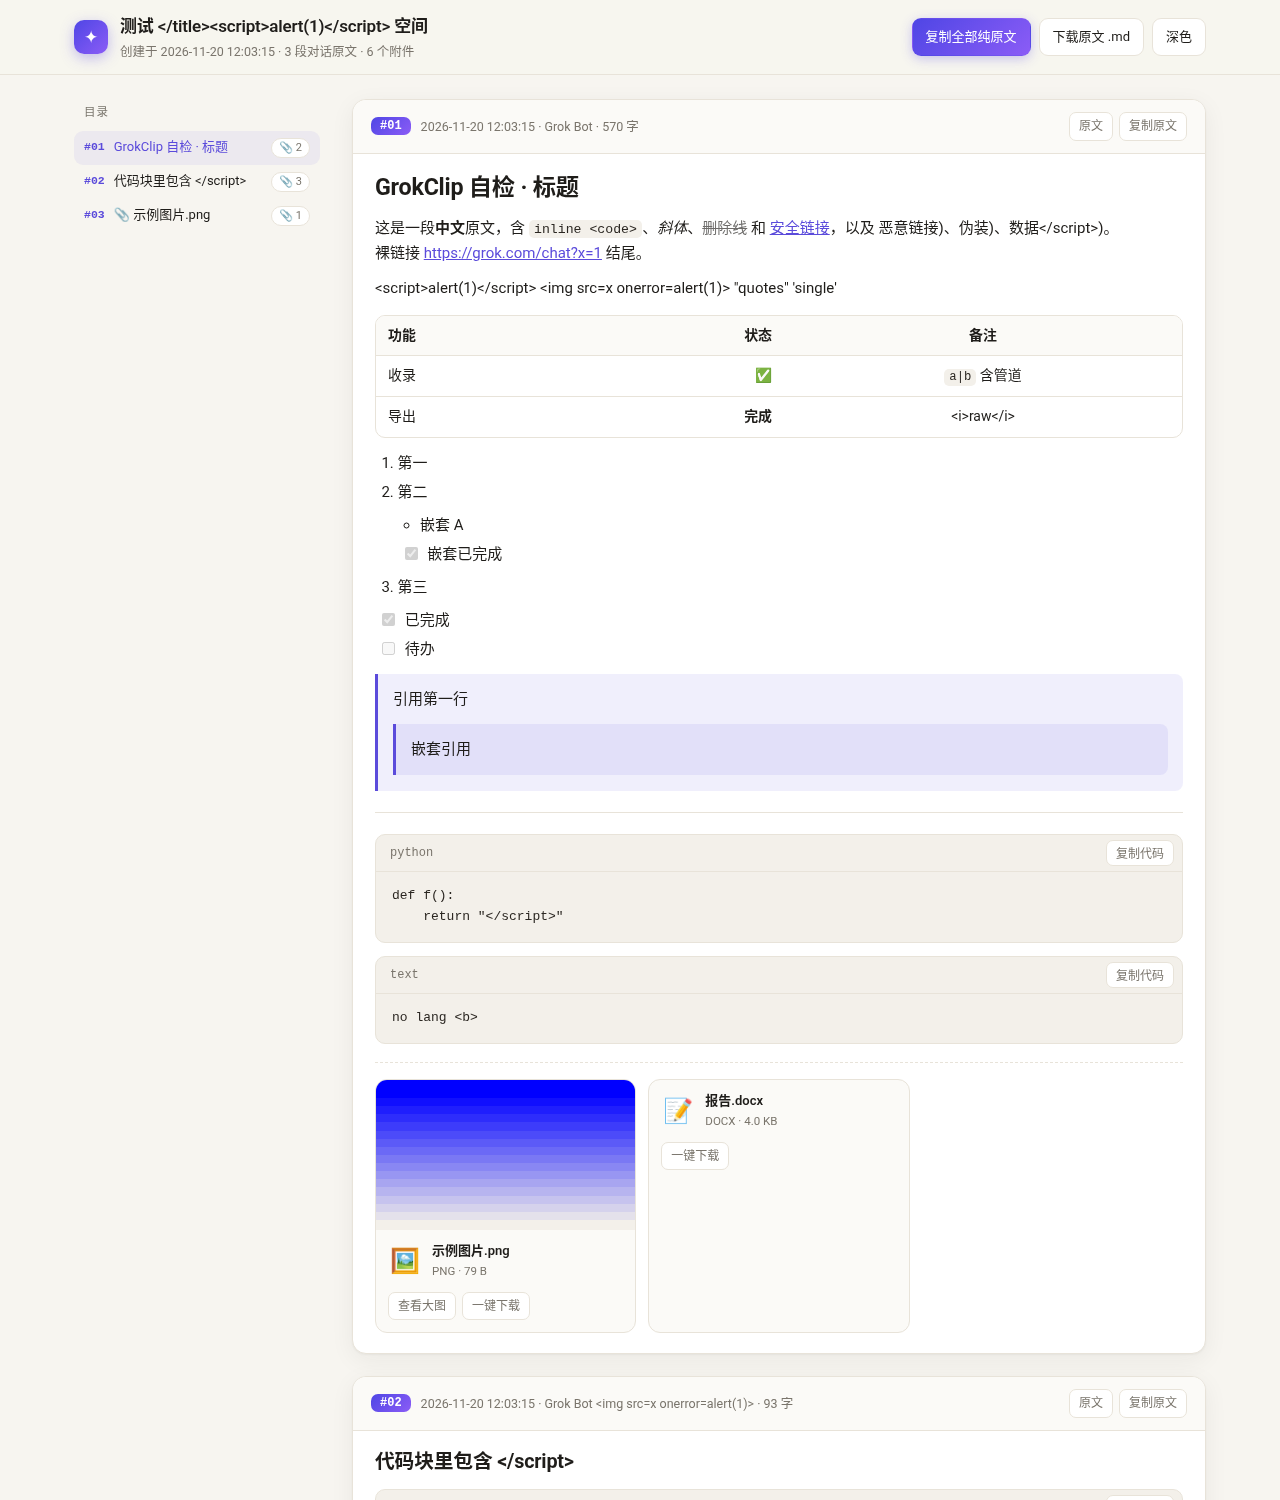 ✦
测试 </title><script>alert(1)</script> 空间
创建于 2026-11-20 12:03:15 · 3 段对话原文 · 6 个附件
复制全部纯原文
下载原文 .md
深色
目录
#01 GrokClip 自检 · 标题 📎 2
#02 代码块里包含 </script> 📎 3
#03 📎 示例图片.png 📎 1
#01 2026-11-20 12:03:15 · Grok Bot · 570 字
原文 复制原文
GrokClip 自检 · 标题
这是一段中文原文，含 inline <code> 、斜体、删除线 和 安全链接，以及 恶意链接)、伪装)、数据</script>)。
裸链接 https://grok.com/chat?x=1 结尾。
<script>alert(1)</script> <img src=x onerror=alert(1)> "quotes" 'single'
功能 状态 备注
收录 ✅ a|b 含管道
导出 完成 <i>raw</i>
1. 第一
2. 第二
嵌套 A
嵌套已完成
3. 第三
已完成
待办
引用第一行
嵌套引用
python 复制代码
def f():
    return "</script>"
text 复制代码
no lang <b>
示例图片.png
PNG · 79 B
查看大图 一键下载
报告.docx
DOCX · 4.0 KB
一键下载
#02 2026-11-20 12:03:15 · Grok Bot <img src=x onerror=alert(1)> · 93 字
原文 复制原文
代码块里包含 </script>